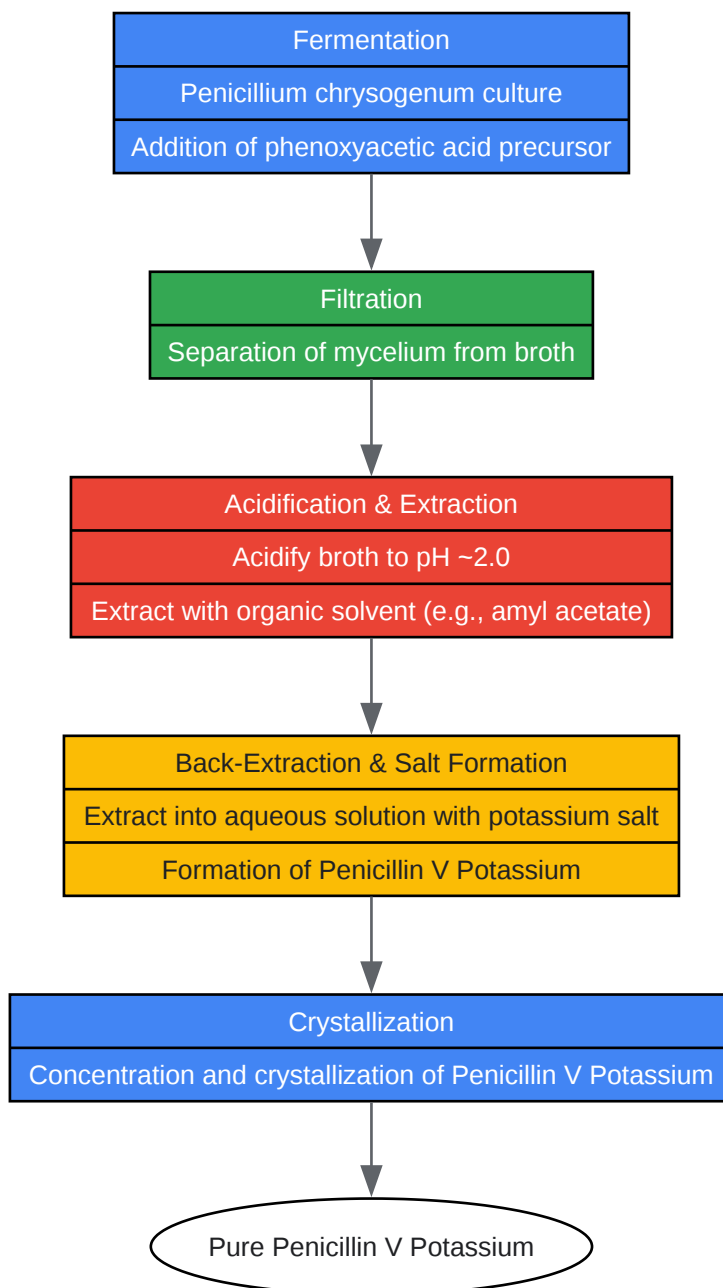 Fermentation
Penicillium chrysogenum culture
Addition of phenoxyacetic acid precursor
Filtration
Separation of mycelium from broth
Acidification & Extraction
Acidify broth to pH ~2.0
Extract with organic solvent (e.g., amyl acetate)
Back-Extraction & Salt Formation
Extract into aqueous solution with potassium salt
Formation of Penicillin V Potassium
Crystallization
Concentration and crystallization of Penicillin V Potassium
Pure Penicillin V Potassium